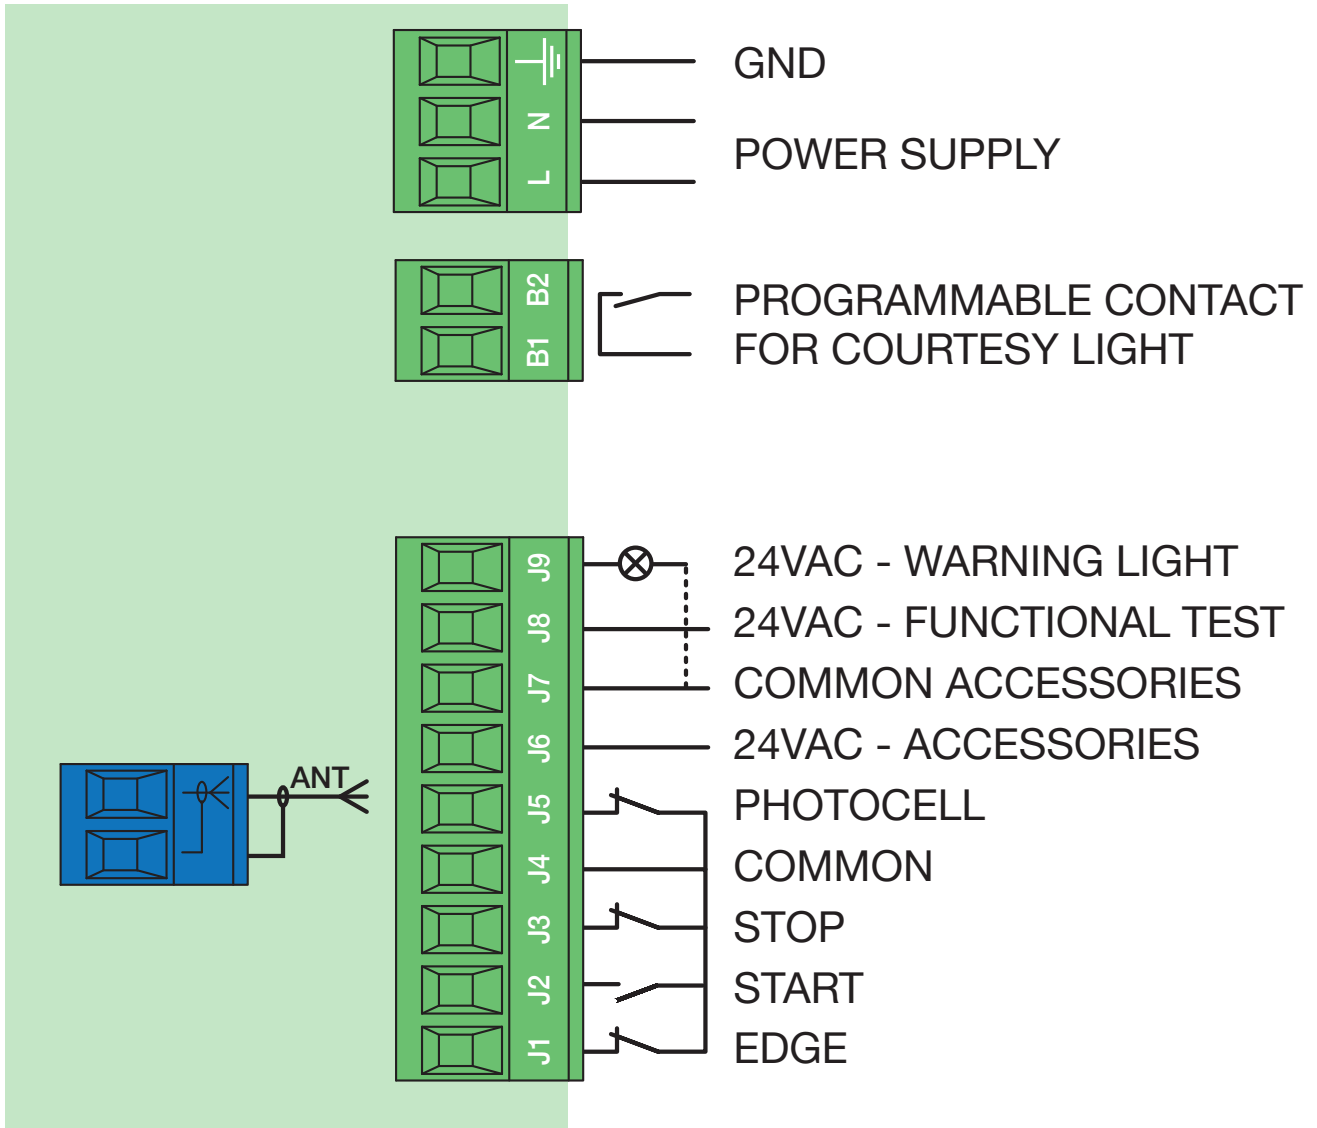 GND
N
POWER SUPPLY
L
B2
PROGRAMMABLE CONTACT
B1
FOR COURTESY LIGHT
J9
24VAC - WARNING LIGHT
J8
24VAC - FUNCTIONAL TEST
J7
COMMON ACCESSORIES
J6
24VAC - ACCESSORIES
ANT
J5
PHOTOCELL
J4
COMMON
J3
STOP
J2
START
J1
EDGE